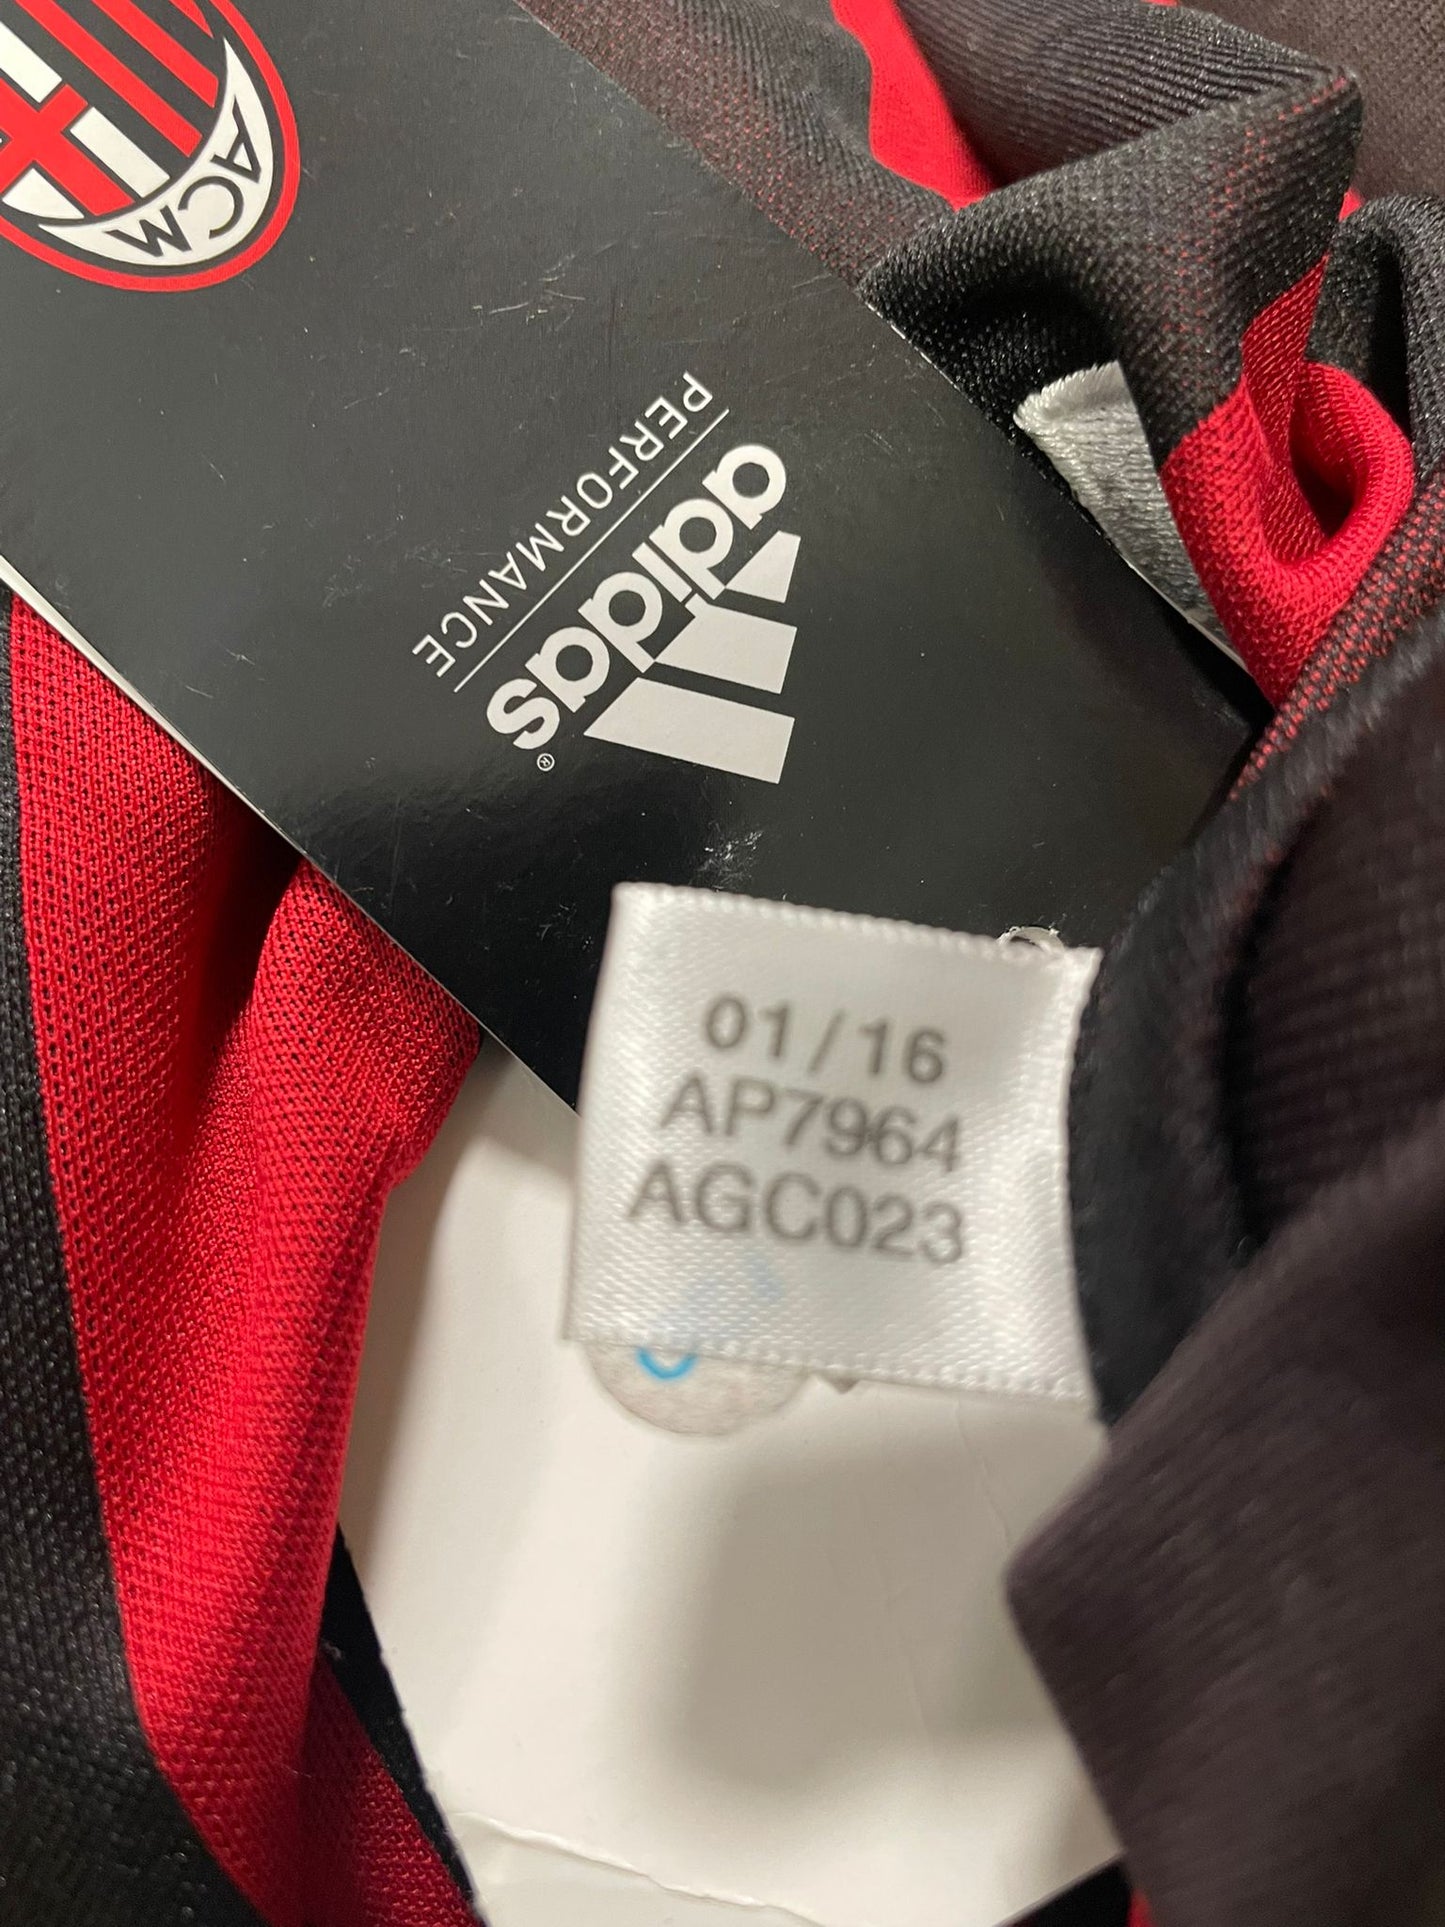 ACM
PERFORMANCE
adidas®
01/16
AP7964
AGC023